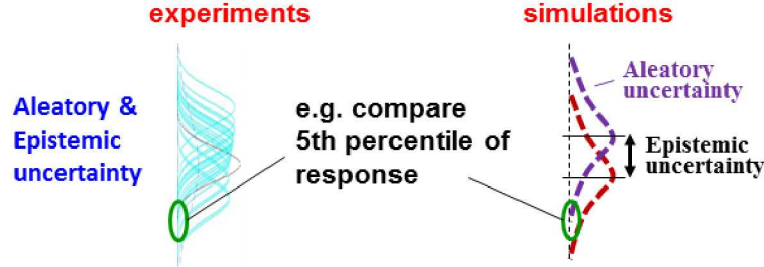 experiments
simulations
Aleatory &
Epistemic
uncertainty
e.g. compare
5th percentile of
response
Aleatory
uncertainty
Epistemic
uncertainty